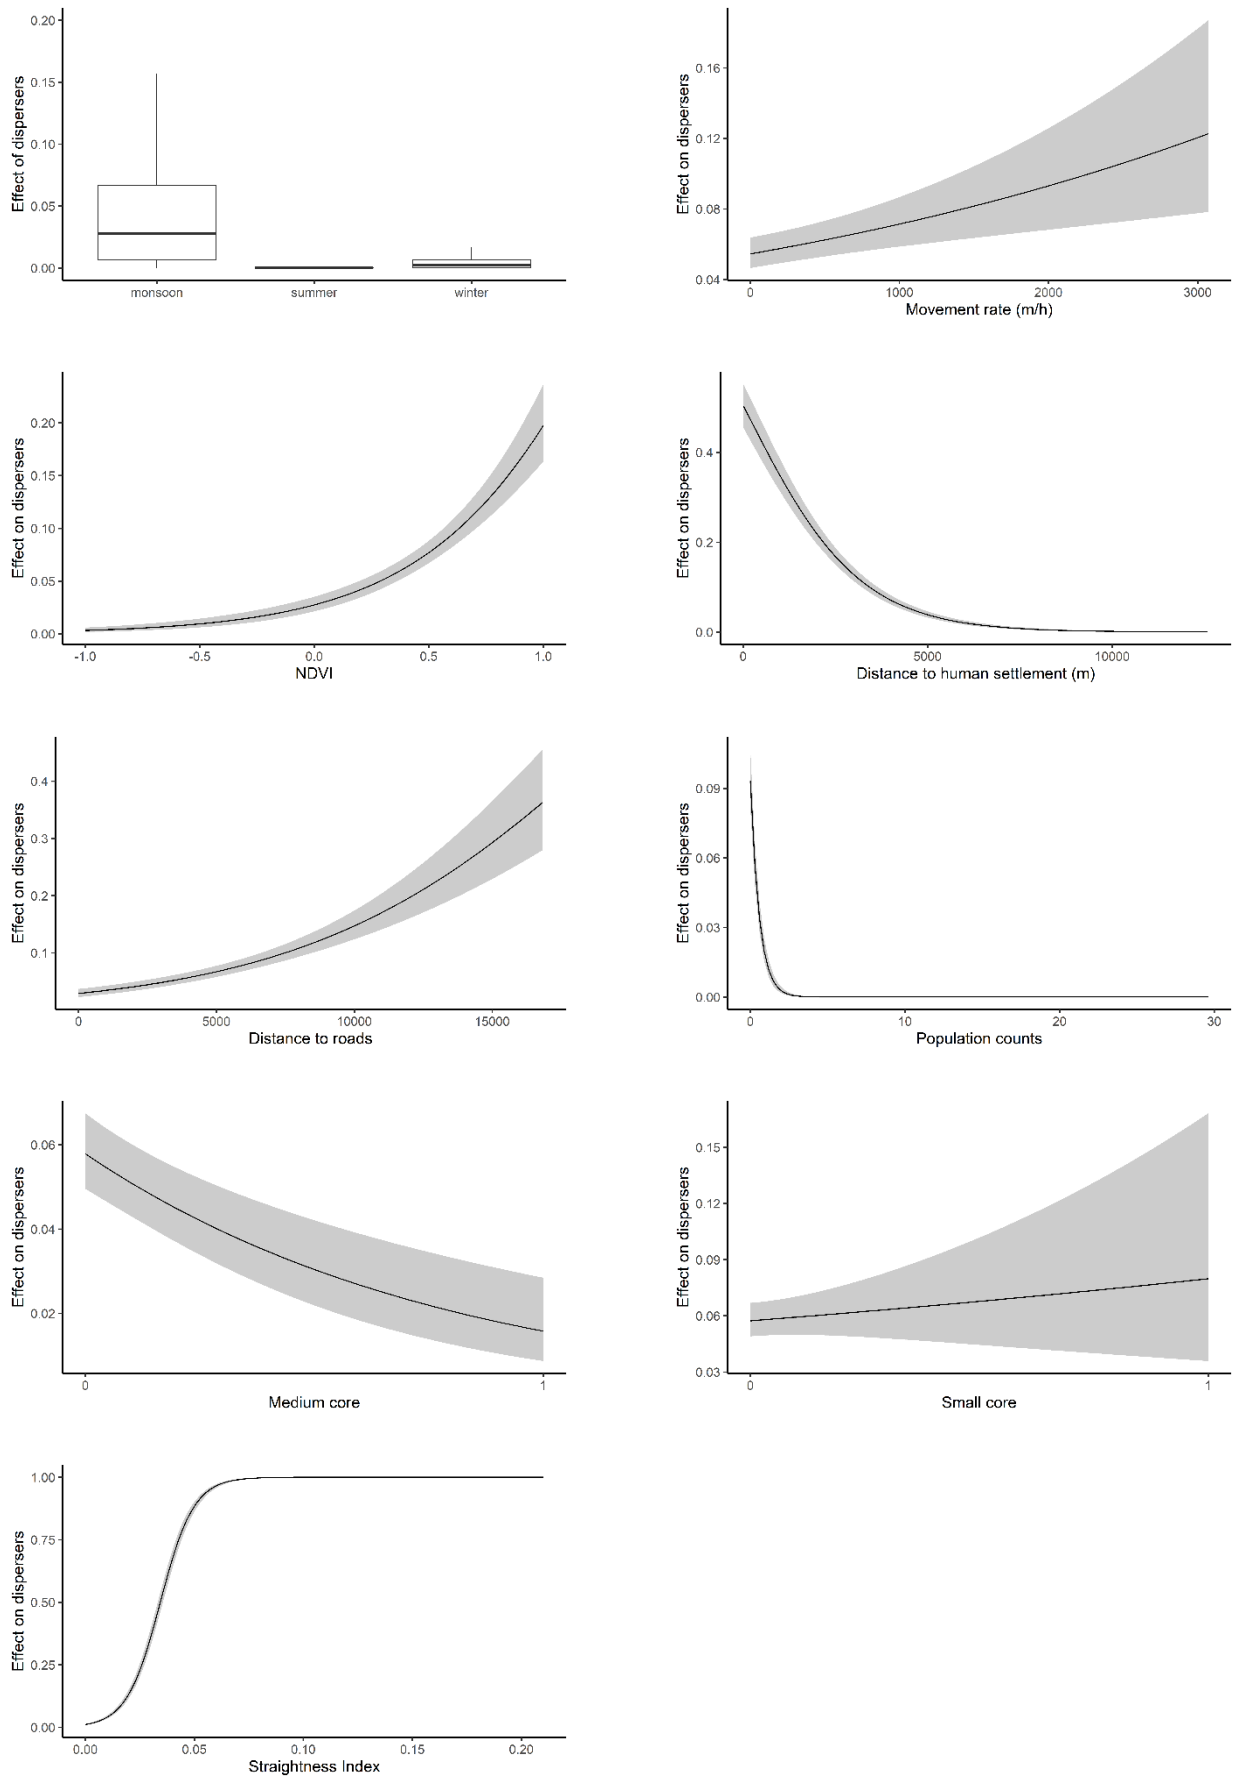 Effect of dispersers
0.20
0.15
0.10
0.05
0.00
monsoon summer winter
Effect on dispersers
0.16
0.12
0.08
0.04
0 1000 2000 3000
Movement rate (m/h)
Effect on dispersers
0.20
0.15
0.10
0.05
0.00
-1.0 -0.5 0.0 0.5 1.0
NDVI
Effect on dispersers
0.4
0.2
0.0
0 5000 10000
Distance to human settlement (m)
Effect on dispersers
0.4
0.3
0.2
0.1
0 5000 10000 15000
Distance to roads
Effect on dispersers
0.09
0.06
0.03
0.00
0 10 20 30
Population counts
Effect on dispersers
0.06
0.04
0.02
0 1
Medium core
Effect on dispersers
0.15
0.12
0.09
0.06
0.03
0 1
Small core
Effect on dispersers
1.00
0.75
0.50
0.25
0.00
0.00 0.05 0.10 0.15 0.20
Straightness Index